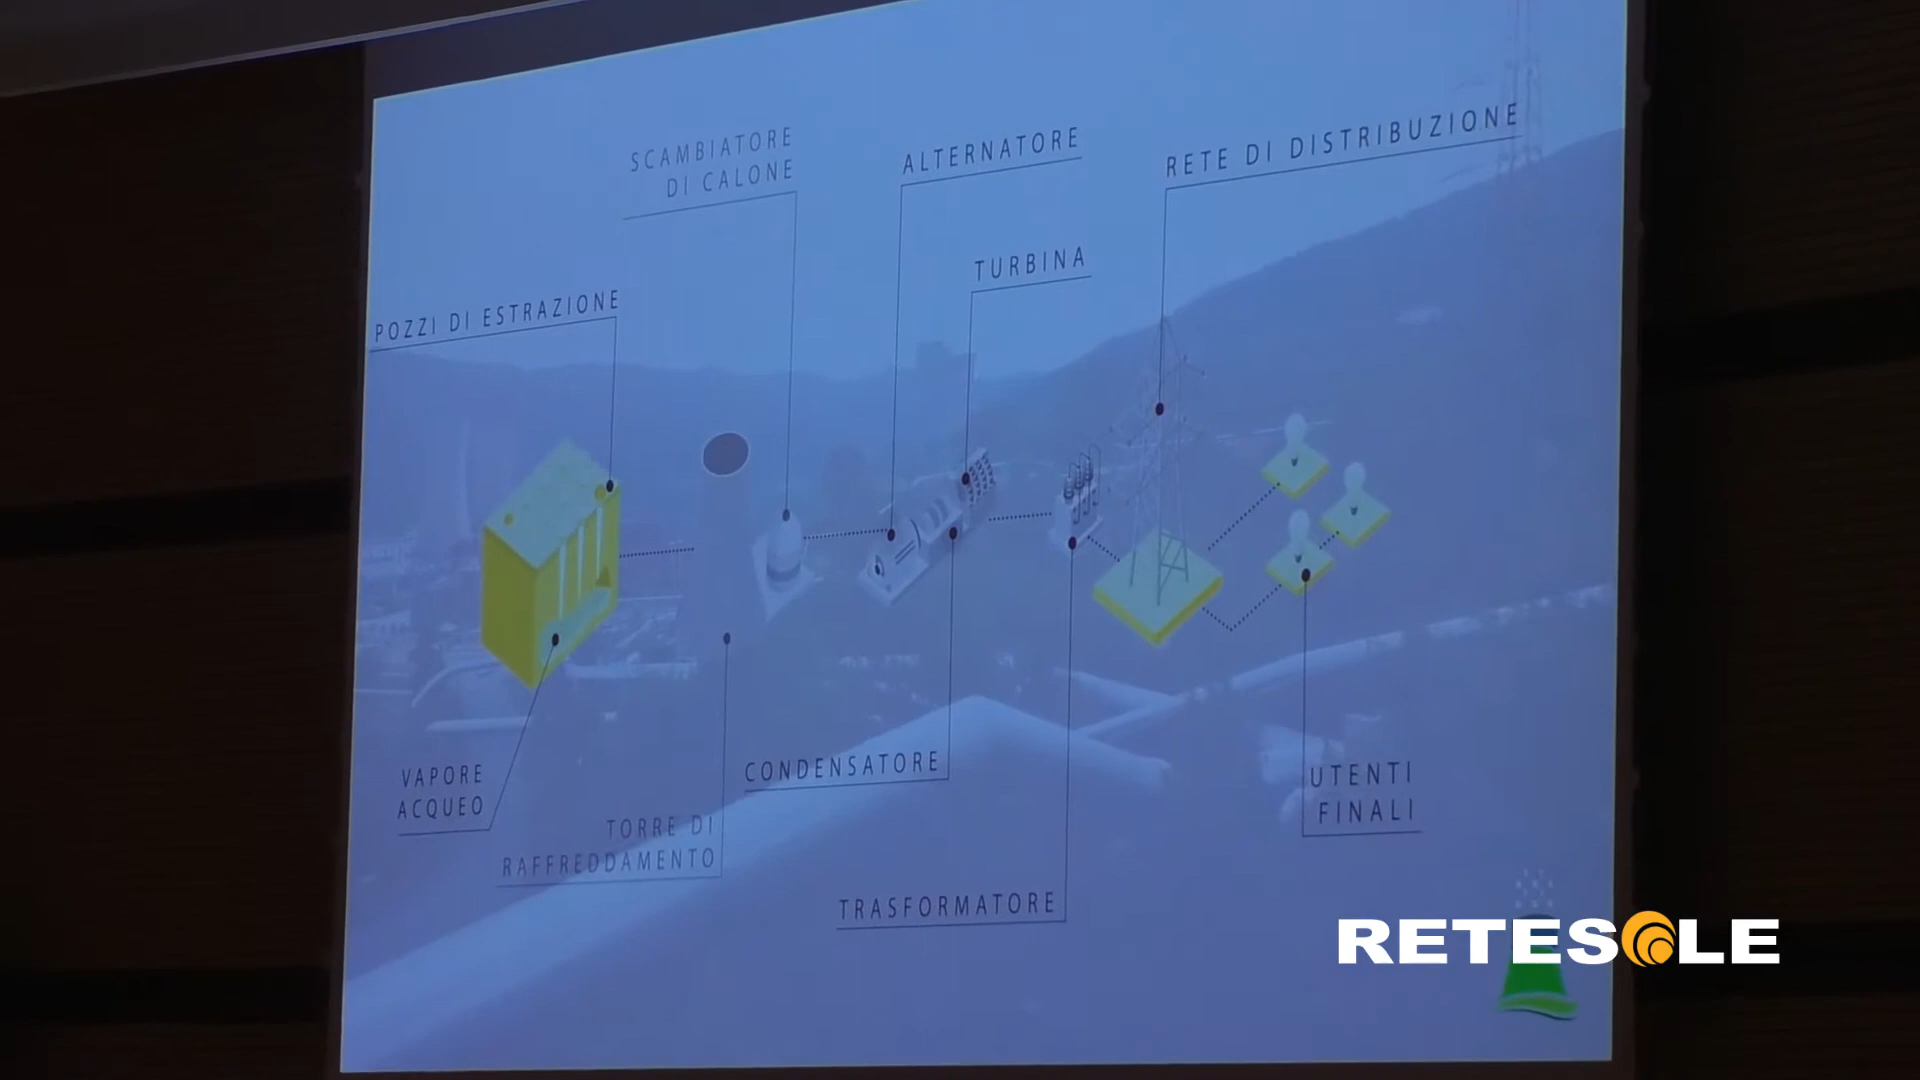 SCAMBIATORE
DI CALONE
ALTERNATORE
RETE DI DISTRIBUZIONE
TURBINA
POZZI DI ESTRAZIONE
VAPORE
ACQUEO
CONDENSATORE
TORRE DI
RAFFREDDAMENTO
TRASFORMATORE
UTENTI
FINALI
RETESOLE